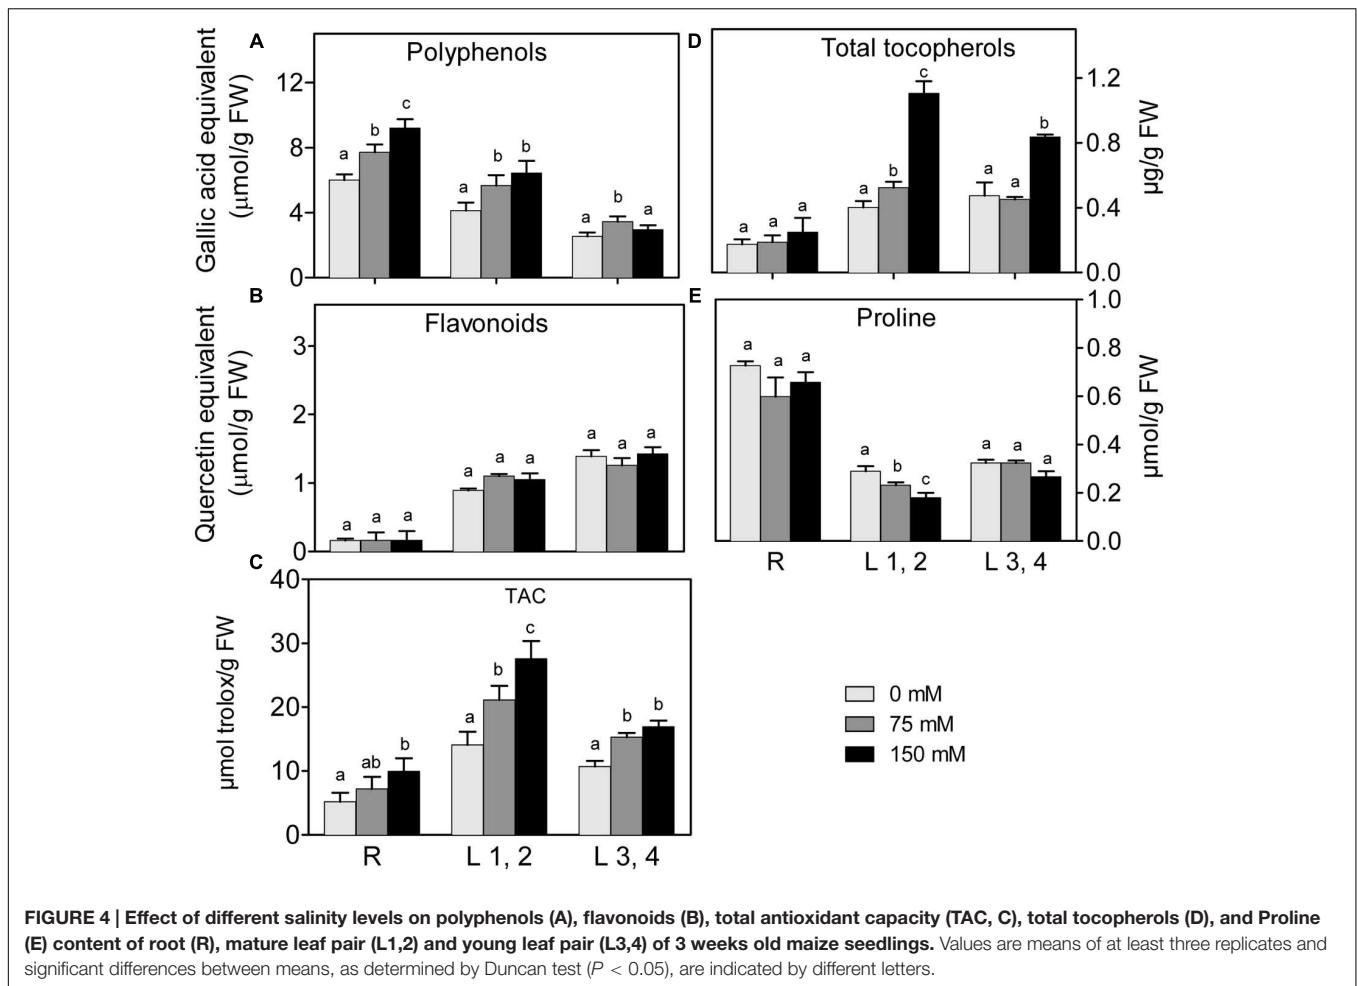 A
Polyphenols
Gallic acid equivalent
(µmol/g FW)
12
8
4
0
a
b
c
a
b
b
a
b
a
D
Total tocopherols
µg/g FW
1.2
0.8
0.4
0.0
a
a
a
a
b
c
a
a
b
B
Flavonoids
Quercetin equivalent
(µmol/g FW)
3
2
1
0
a
a
a
a
a
a
a
a
a
E
Proline
µmol/g FW
1.0
0.8
0.6
0.4
0.2
0.0
a
a
a
a
b
c
a
a
a
R
L 1, 2
L 3, 4
C
TAC
µmol trolox/g FW
40
30
20
10
0
a
ab
b
a
b
c
a
b
b
R
L 1, 2
L 3, 4
0 mM
75 mM
150 mM
FIGURE 4 | Effect of different salinity levels on polyphenols (A), flavonoids (B), total antioxidant capacity (TAC, C), total tocopherols (D), and Proline
(E) content of root (R), mature leaf pair (L1,2) and young leaf pair (L3,4) of 3 weeks old maize seedlings. Values are means of at least three replicates and
significant differences between means, as determined by Duncan test (P < 0.05), are indicated by different letters.